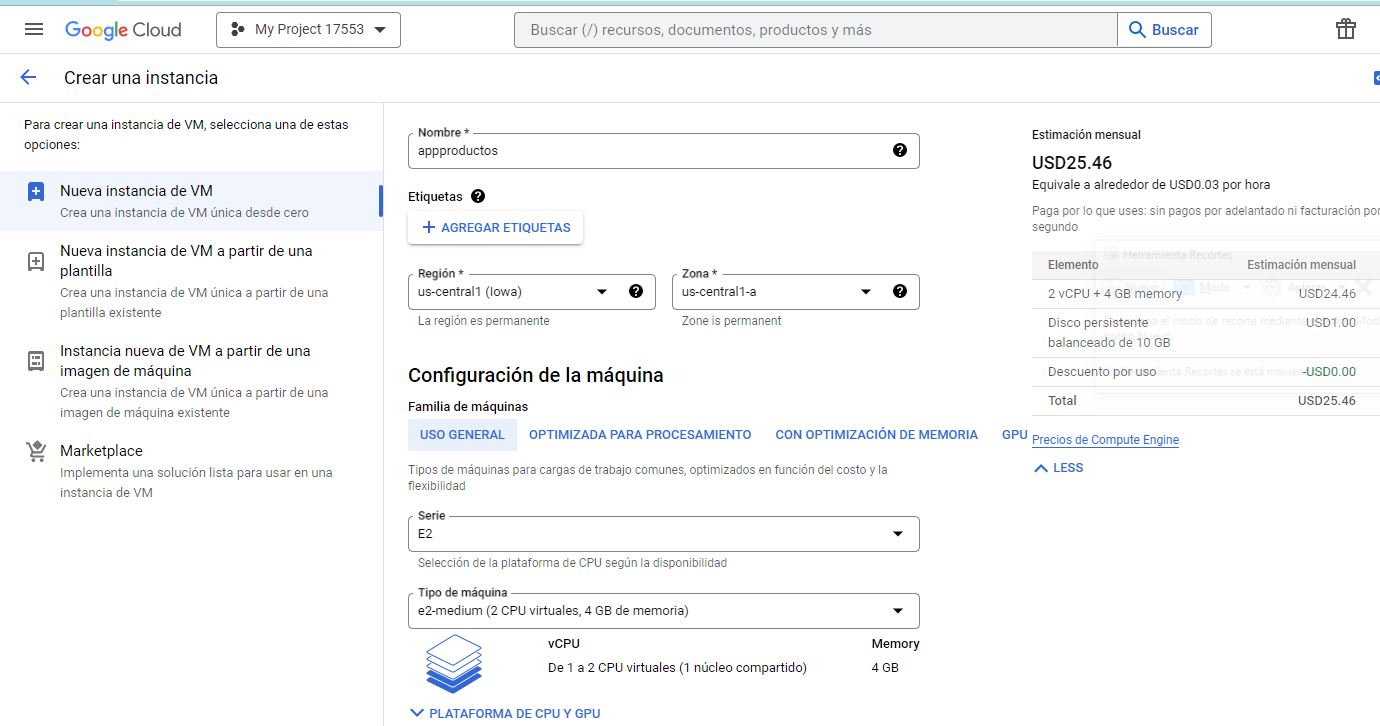 Google Cloud
My Project 17553
Buscar (/) recursos, documentos, productos y más
Buscar
Crear una instancia
Para crear una instancia de VM, selecciona una de estas
opciones:
Nueva instancia de VM
Crea una instancia de VM única desde cero
Nueva instancia de VM a partir de una
plantilla
Crea una instancia de VM única a partir de una
plantilla existente
Instancia nueva de VM a partir de una
imagen de máquina
Crea una instancia de VM única a partir de una
imagen de máquina existente
Marketplace
Implementa una solución lista para usar en una
instancia de VM
Nombre *
appproductos
Etiquetas
AGREGAR ETIQUETAS
Región *
us-central1 (Iowa)
La región es permanente
Zona *
us-central1-a
Zone is permanent
Configuración de la máquina
Familia de máquinas
USO GENERAL OPTIMIZADA PARA PROCESAMIENTO CON OPTIMIZACIÓN DE MEMORIA GPU
Tipos de máquinas para cargas de trabajo comunes, optimizados en función del costo y la
flexibilidad
Serie
E2
Selección de la plataforma de CPU según la disponibilidad
Tipo de máquina
e2-medium (2 CPU virtuales, 4 GB de memoria)
vCPU Memory
De 1 a 2 CPU virtuales (1 núcleo compartido) 4 GB
PLATAFORMA DE CPU Y GPU
Estimación mensual
USD25.46
Equivale a alrededor de USD0.03 por hora
Paga por lo que uses: sin pagos por adelantado ni facturación por
segundo
Herramienta Recortes
Elemento Estimación mensual
2 vCPU + 4 GB memory USD24.46
Modo
Disco persistente USD1.00
balanceado de 10 GB
el modo de recorte mediante
Descuento por uso -USD0.00
Recortes se está
Total USD25.46
Precios de Compute Engine
LESS